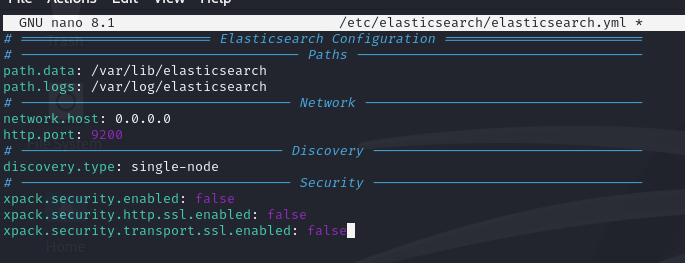 Actions Edit View Help
GNU nano 8.1 /etc/elasticsearch/elasticsearch.yml *
# ═══════════════════════ Elasticsearch Configuration ════════════════════════
# ─────────────────────────────────── Paths ──────────────────────────────────
path.data: /var/lib/elasticsearch
path.logs: /var/log/elasticsearch
# ────────────────────────────────── Network ─────────────────────────────────
network.host: 0.0.0.0
http.port: 9200
# ───────────────────────────────── Discovery ────────────────────────────────
discovery.type: single-node
# ───────────────────────────────── Security ─────────────────────────────────
xpack.security.enabled: false
xpack.security.http.ssl.enabled: false
xpack.security.transport.ssl.enabled: false
Trash
File System
Home